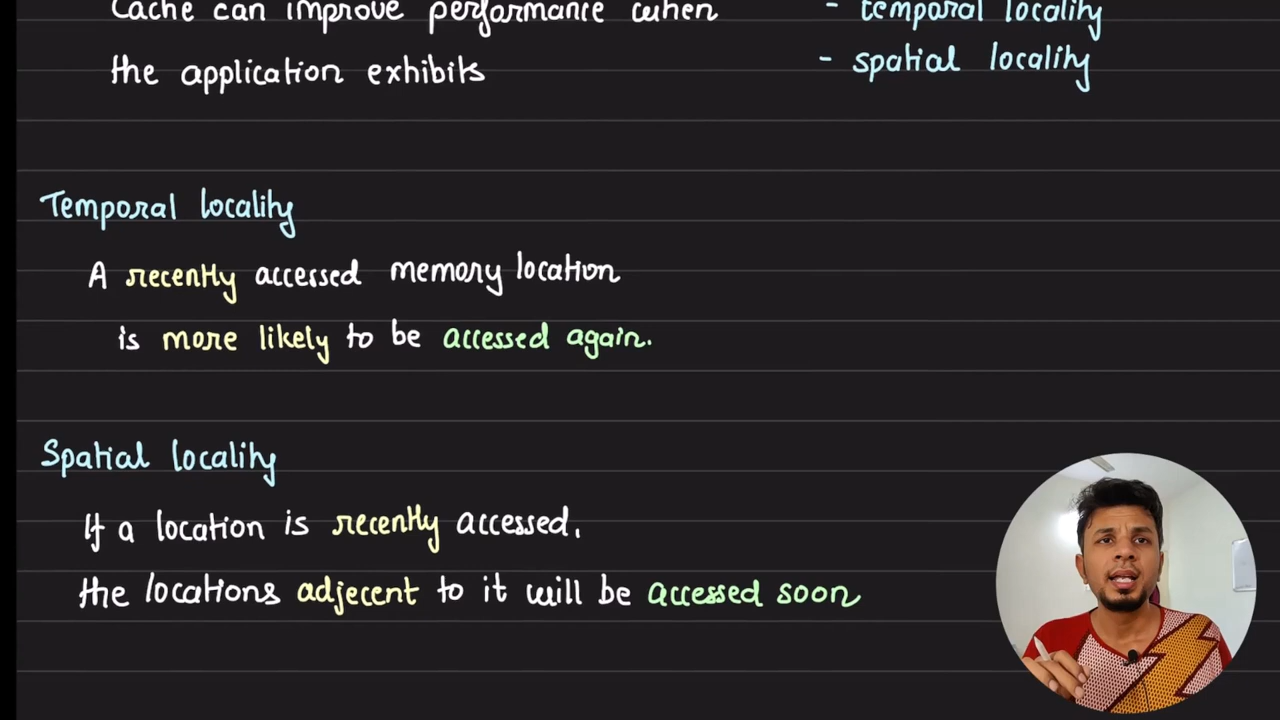 Cache can improve performance when
- temporal locality
the application exhibits
- spatial locality
Temporal locality
A recently accessed memory location
is more likely to be accessed again.
Spatial locality
If a location is recently accessed,
the locations adjecent to it will be accessed soon